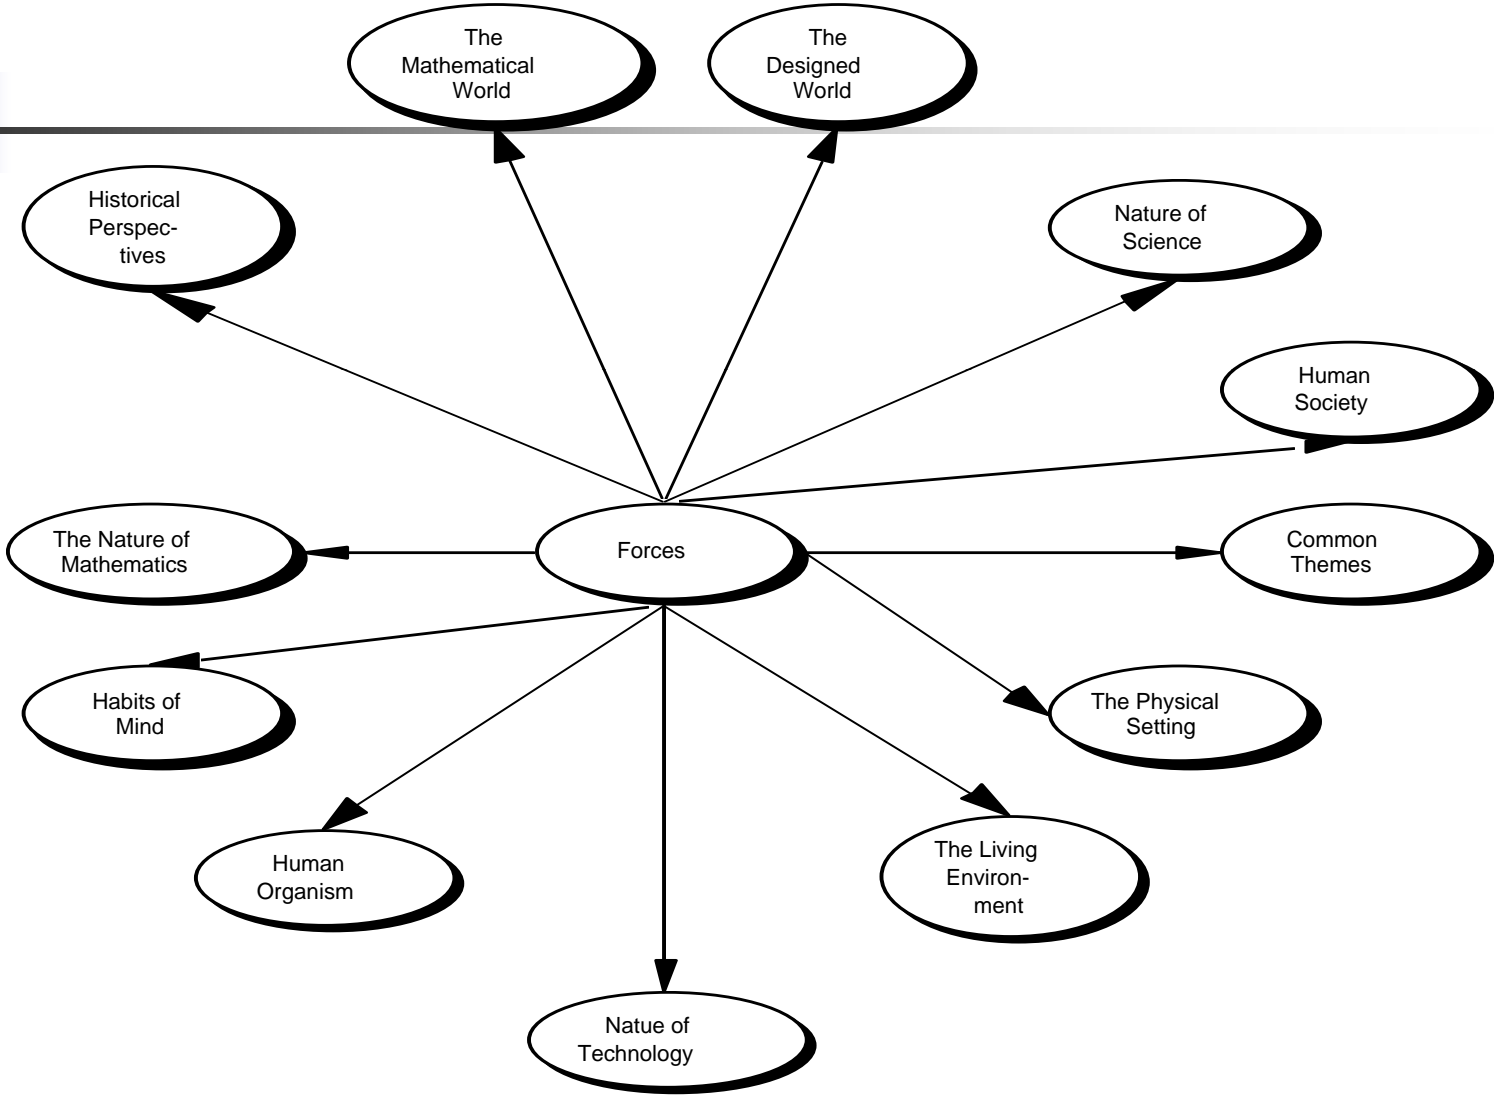 The
Mathematical
World
The
Designed
World
Historical
Perspec-
tives
Nature of
Science
Human
Society
The Nature of
Mathematics
Forces
Common
Themes
Habits of
Mind
The Physical
Setting
Human
Organism
The Living
Environ-
ment
Natue of
Technology